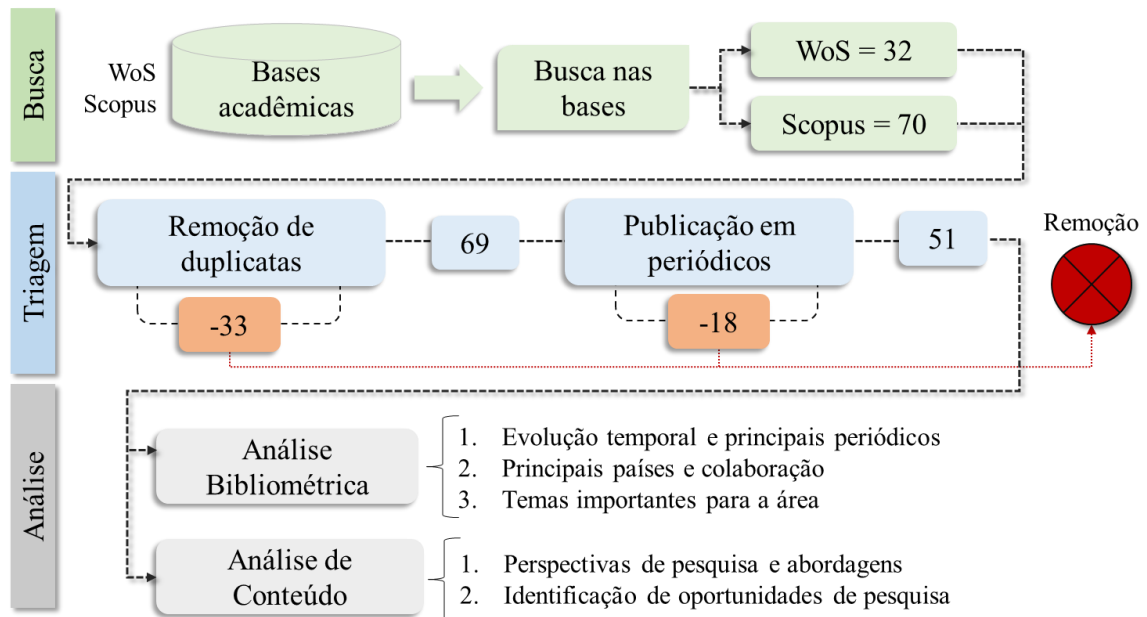 Busca
WoS
Scopus
Bases
acadêmicas
Busca nas
bases
WoS = 32
Scopus = 70
Triagem
Remoção de
duplicatas
-33
69
Publicação em
periódicos
-18
51
Remoção
Análise
Análise
Bibliométrica
1. Evolução temporal e principais periódicos
2. Principais países e colaboração
3. Temas importantes para a área
Análise de
Conteúdo
1. Perspectivas de pesquisa e abordagens
2. Identificação de oportunidades de pesquisa